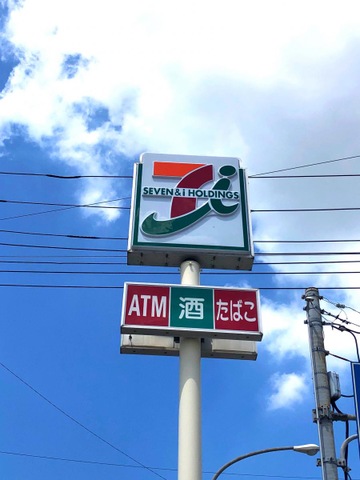 SEVEN & i HOLDINGS
ATM 酒 たばこ